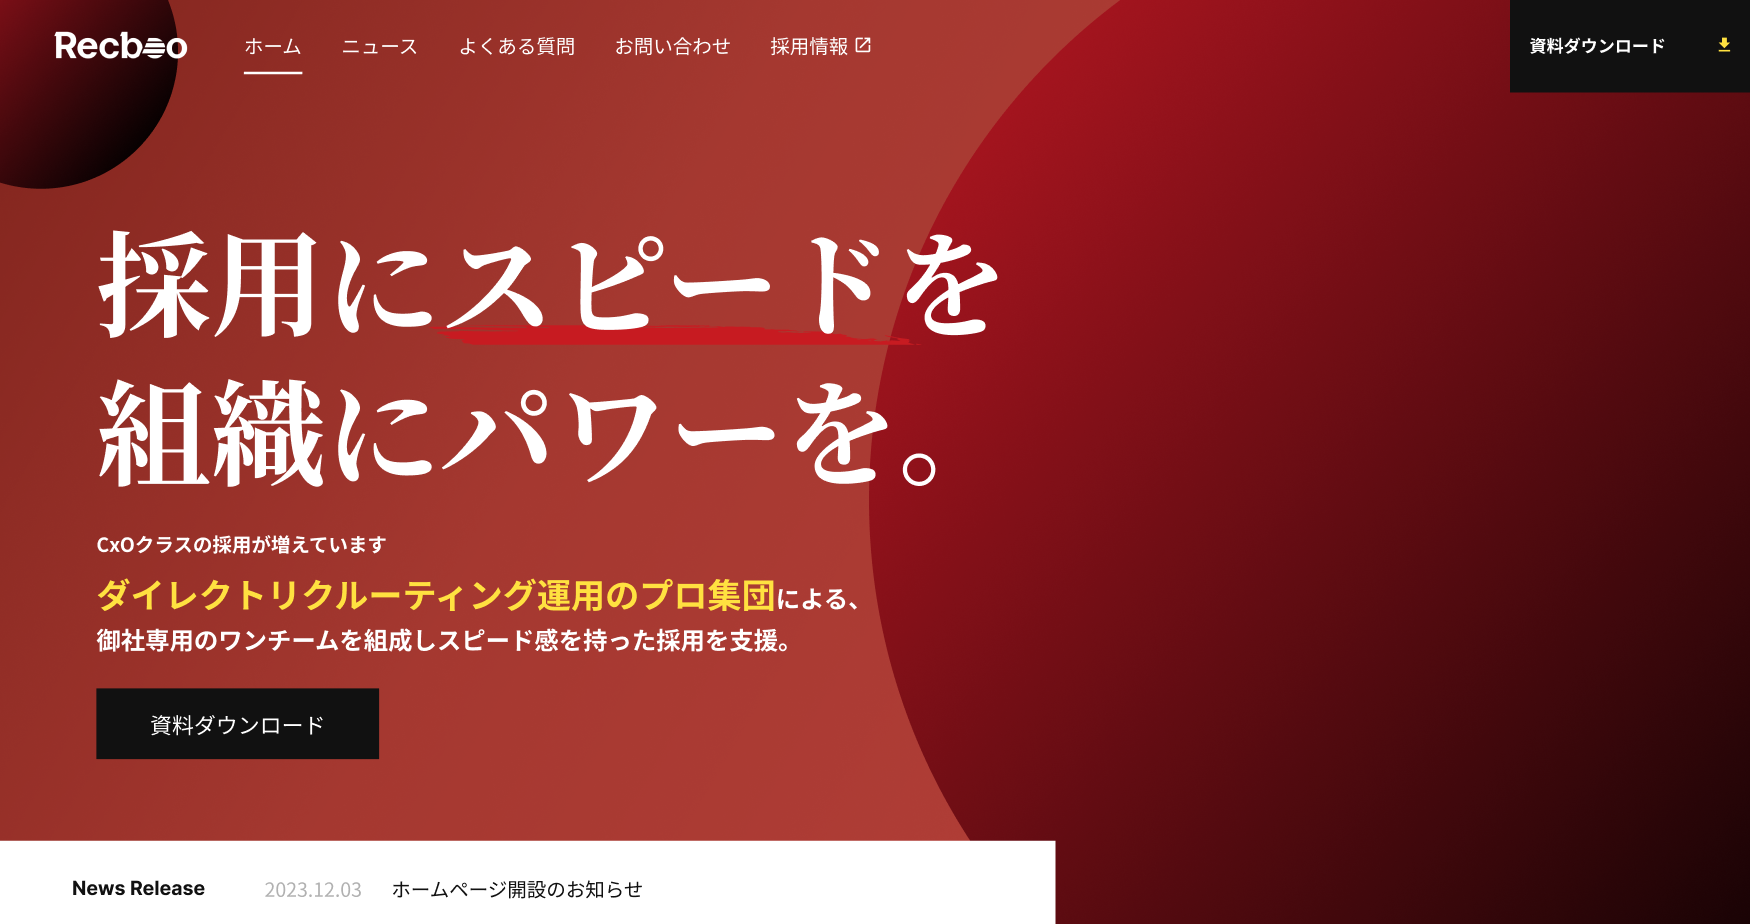 Recboo
ホーム ニュース よくある質問 お問い合わせ 採用情報
資料ダウンロード
採用にスピードを
組織にパワーを。
CxOクラスの採用が増えています
ダイレクトリクルーティング運用のプロ集団による、
御社専用のワンチームを組成しスピード感を持った採用を支援。
資料ダウンロード
News Release 2023.12.03 ホームページ開設のお知らせ